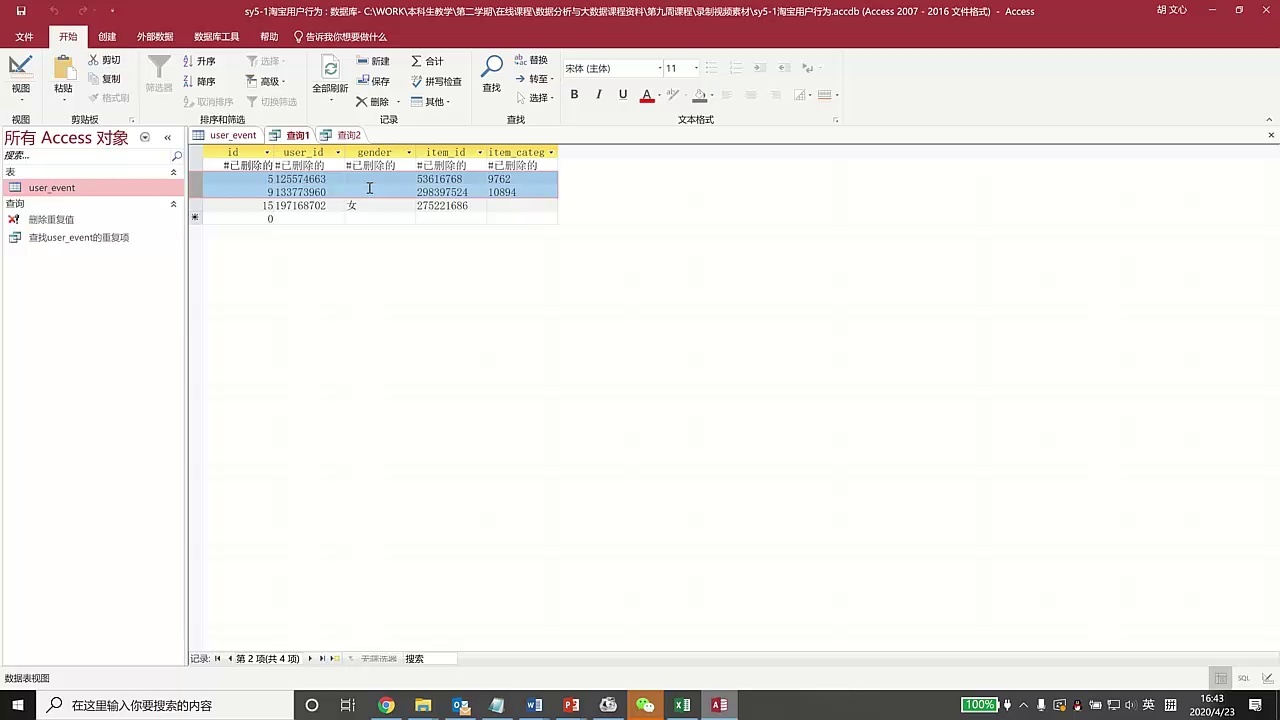 sy5-1淘宝用户行为 : 数据库- C:\WORK\本科生教学\第二学期\在线课程\数据分析与大数据课程资料\第九周课程\录制视频素材\sy5-1淘宝用户行为.accdb (Access 2007 - 2016 文件格式) - Access
胡 文心
文件 开始 创建 外部数据 数据库工具 帮助 告诉我你想要做什么
视图 粘贴 剪切 复制 格式刷
筛选器 升序 降序 取消排序 选择 高级 切换筛选
全部刷新 新建 保存 删除 合计 拼写检查 其他
查找 替换 转至 选择
宋体 (主体) 11
B I U A
视图 剪贴板 排序和筛选 记录 查找 文本格式
所有 Access 对象
搜索...
表
user_event
查询
删除重复值
查找user_event的重复项
user_event 查询1 查询2
id user_id gender item_id item_categ
#已删除的 #已删除的 #已删除的 #已删除的 #已删除的
5 125574663 53616768 9762
9 133773960 298397524 10894
15 197168702 女 275221686
0
记录: 第 2 项(共 4 项) 无筛选器 搜索
数据表视图
SQL
在这里输入你要搜索的内容
100%
英
16:43
2020/4/23